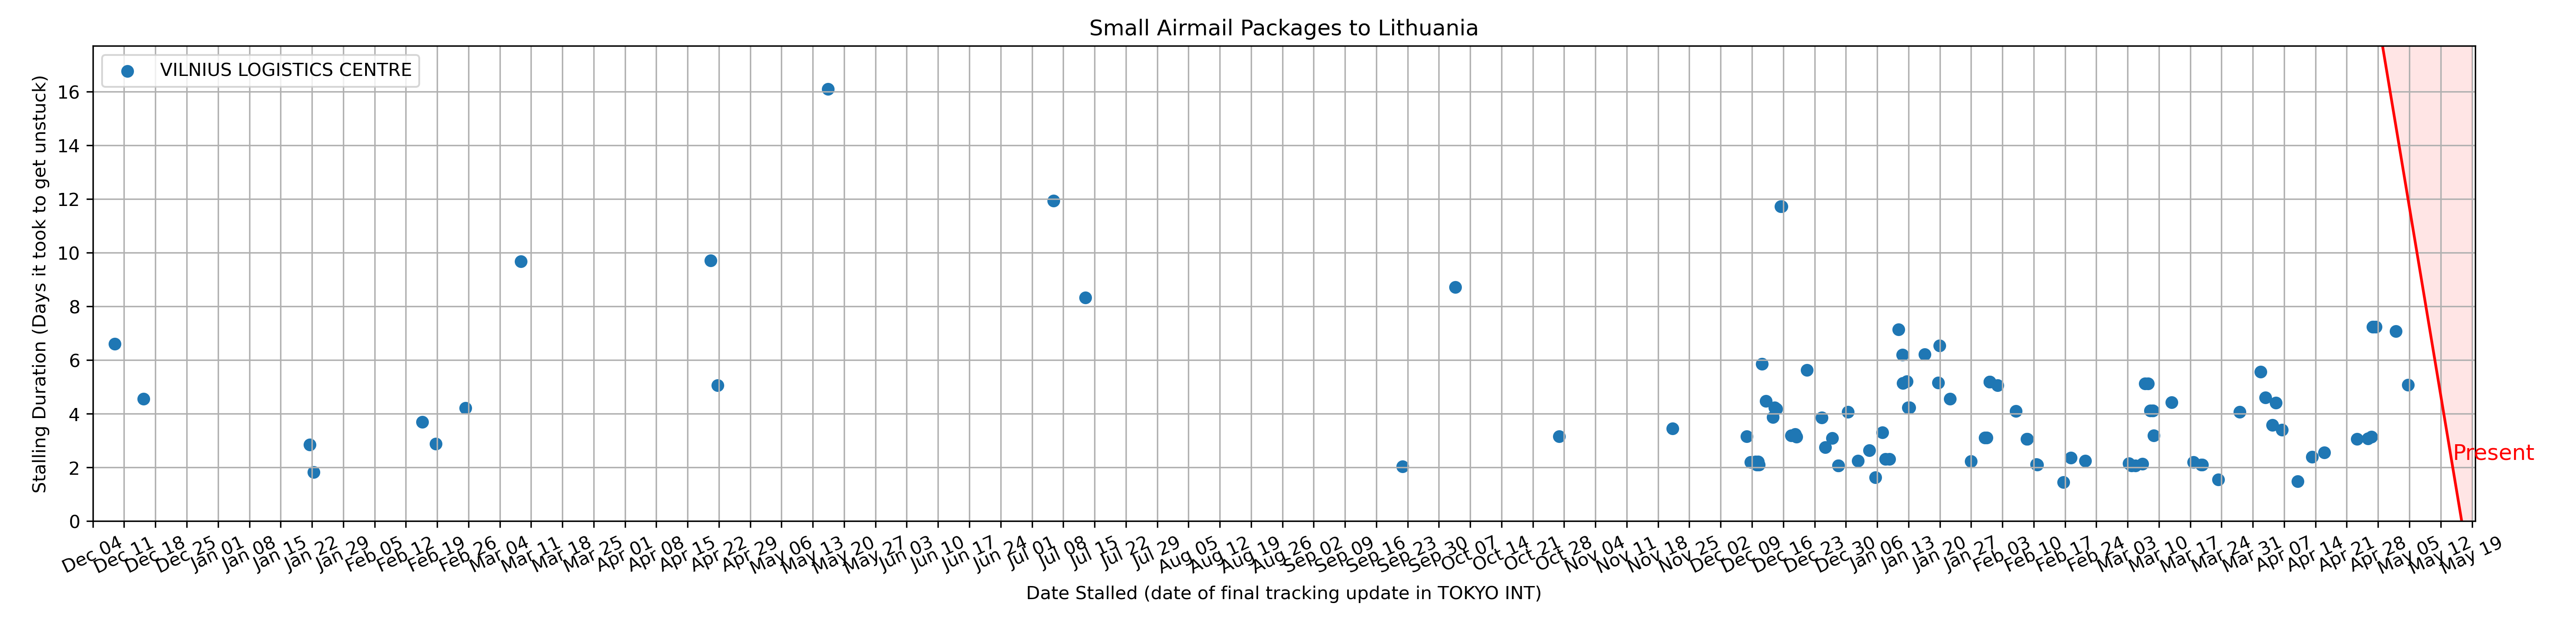 Small Airmail Packages to Lithuania
VILNIUS LOGISTICS CENTRE
Stalling Duration (Days it took to get unstuck)
16
14
12
10
8
6
4
2
0
Present
Dec 04 Dec 11 Dec 18 Dec 25 Jan 01 Jan 08 Jan 15 Jan 22 Jan 29 Feb 05 Feb 12 Feb 19 Feb 26 Mar 04 Mar 11 Mar 18 Mar 25 Apr 01 Apr 08 Apr 15 Apr 22 Apr 29 May 06 May 13 May 20 May 27 Jun 03 Jun 10 Jun 17 Jun 24 Jul 01 Jul 08 Jul 15 Jul 22 Jul 29 Aug 05 Aug 12 Aug 19 Aug 26 Sep 02 Sep 09 Sep 16 Sep 23 Sep 30 Oct 07 Oct 14 Oct 21 Oct 28 Nov 04 Nov 11 Nov 18 Nov 25 Dec 02 Dec 09 Dec 16 Dec 23 Dec 30 Jan 06 Jan 13 Jan 20 Jan 27 Feb 03 Feb 10 Feb 17 Feb 24 Mar 03 Mar 10 Mar 17 Mar 24 Mar 31 Apr 07 Apr 14 Apr 21 Apr 28 May 05 May 12 May 19
Date Stalled (date of final tracking update in TOKYO INT)